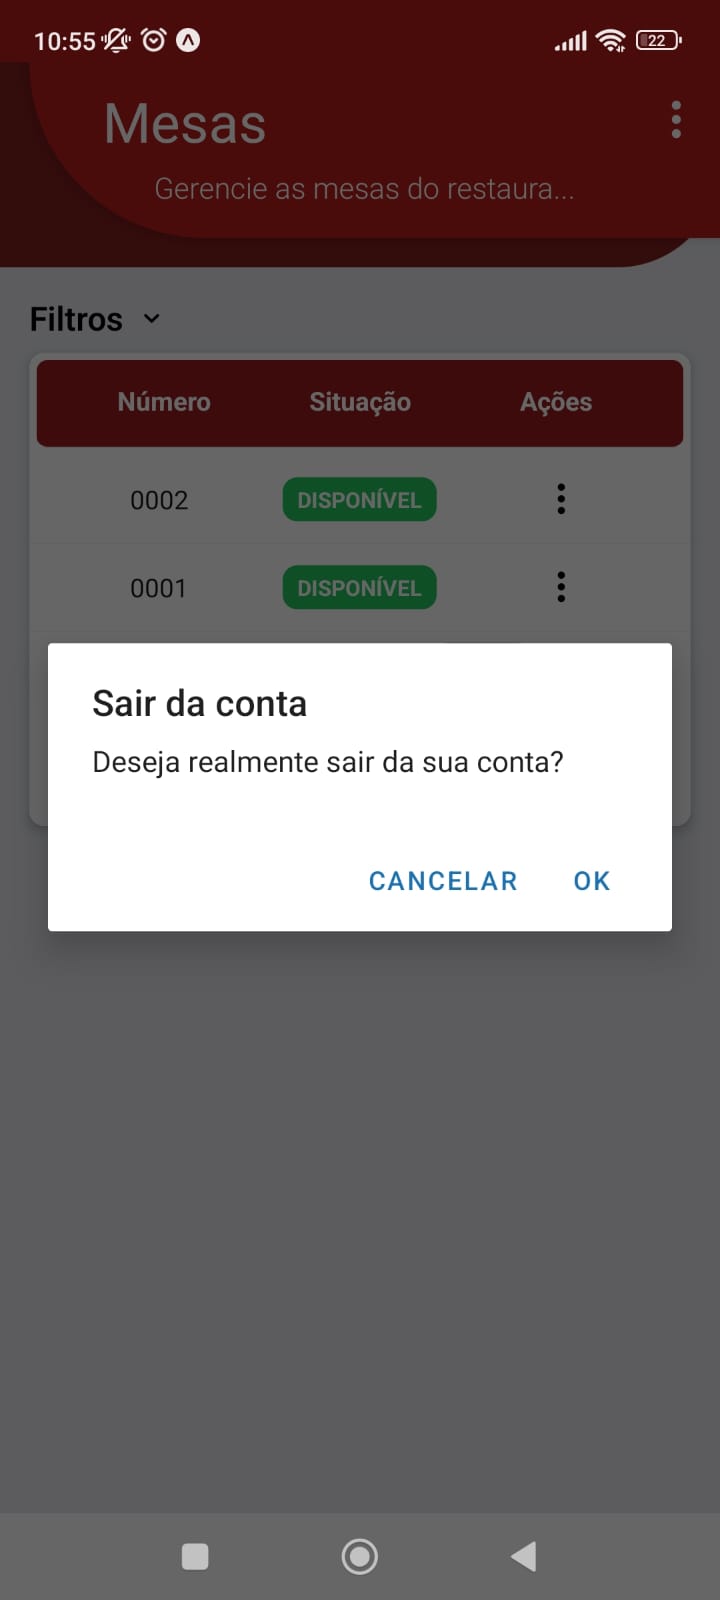 10:55
22
Mesas
Gerencie as mesas do restaura...
Filtros
Número Situação Ações
0002 DISPONÍVEL
0001 DISPONÍVEL
Sair da conta
Deseja realmente sair da sua conta?
CANCELAR OK